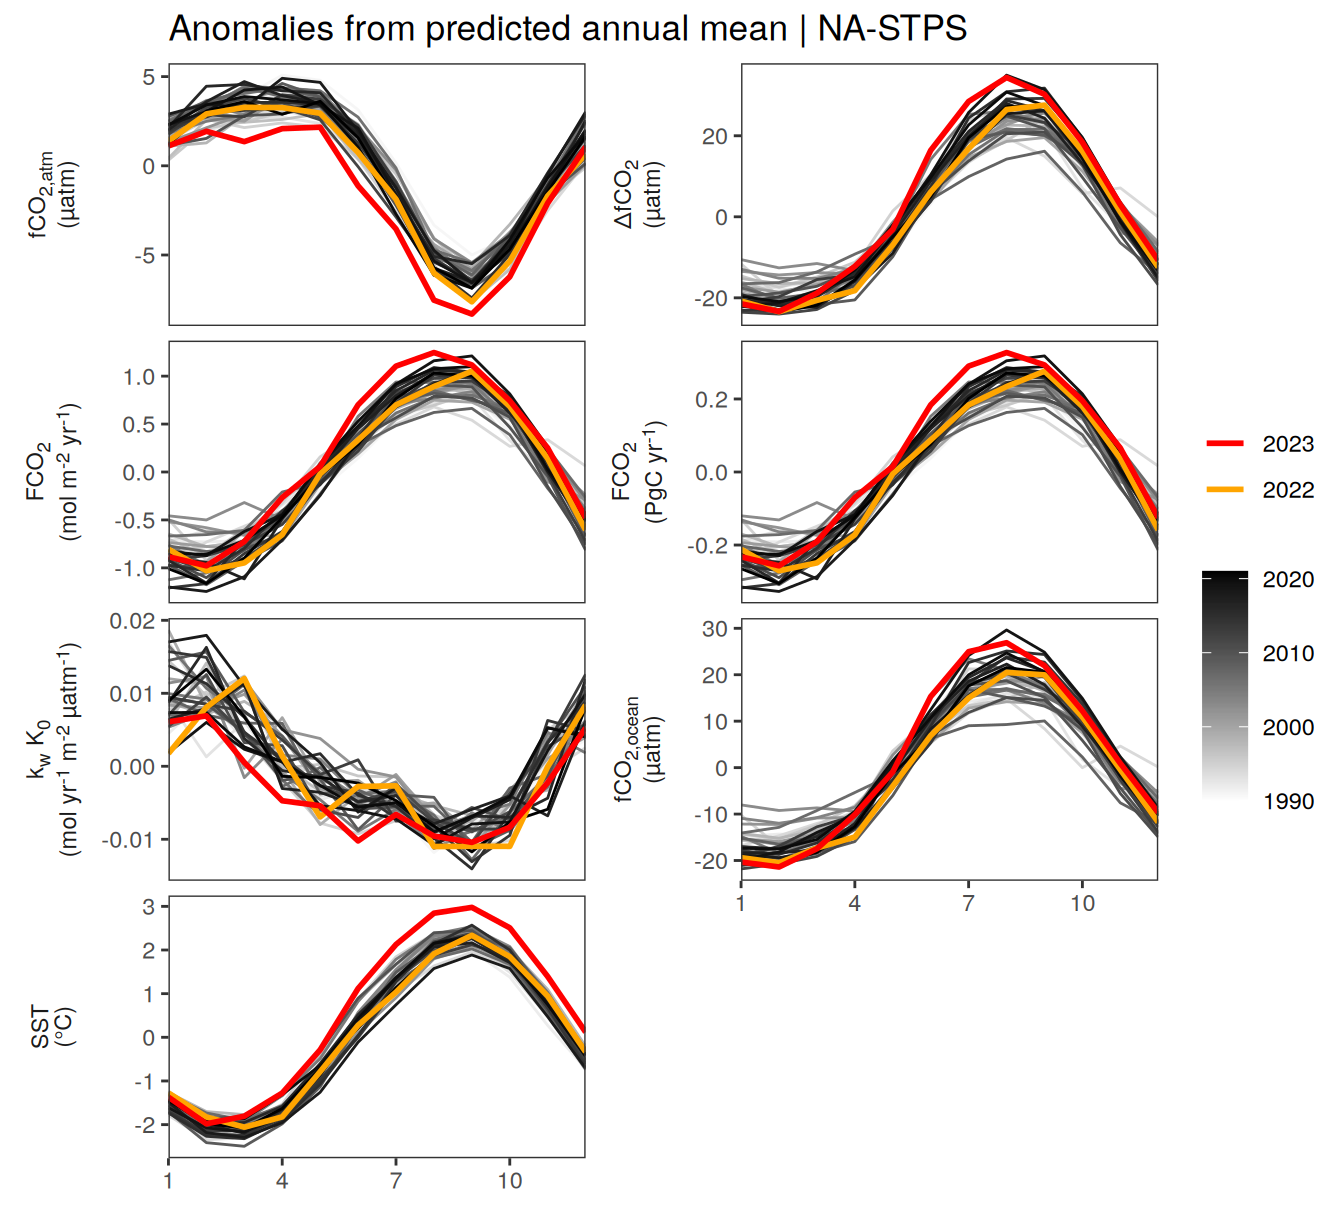 Anomalies from predicted annual mean | NA-STPS
fCO2,atm
(µatm)
5
0
-5
ΔfCO2
(µatm)
20
0
-20
FCO2
(mol m-2 yr-1)
1.0
0.5
0.0
-0.5
-1.0
FCO2
(PgC yr-1)
0.2
0.0
-0.2
kw K0
(mol yr-1 m-2 µatm-1)
0.02
0.01
0.00
-0.01
fCO2,ocean
(µatm)
30
20
10
0
-10
-20
1 4 7 10
SST
(°C)
3
2
1
0
-1
-2
1 4 7 10
2023
2022
2020
2010
2000
1990